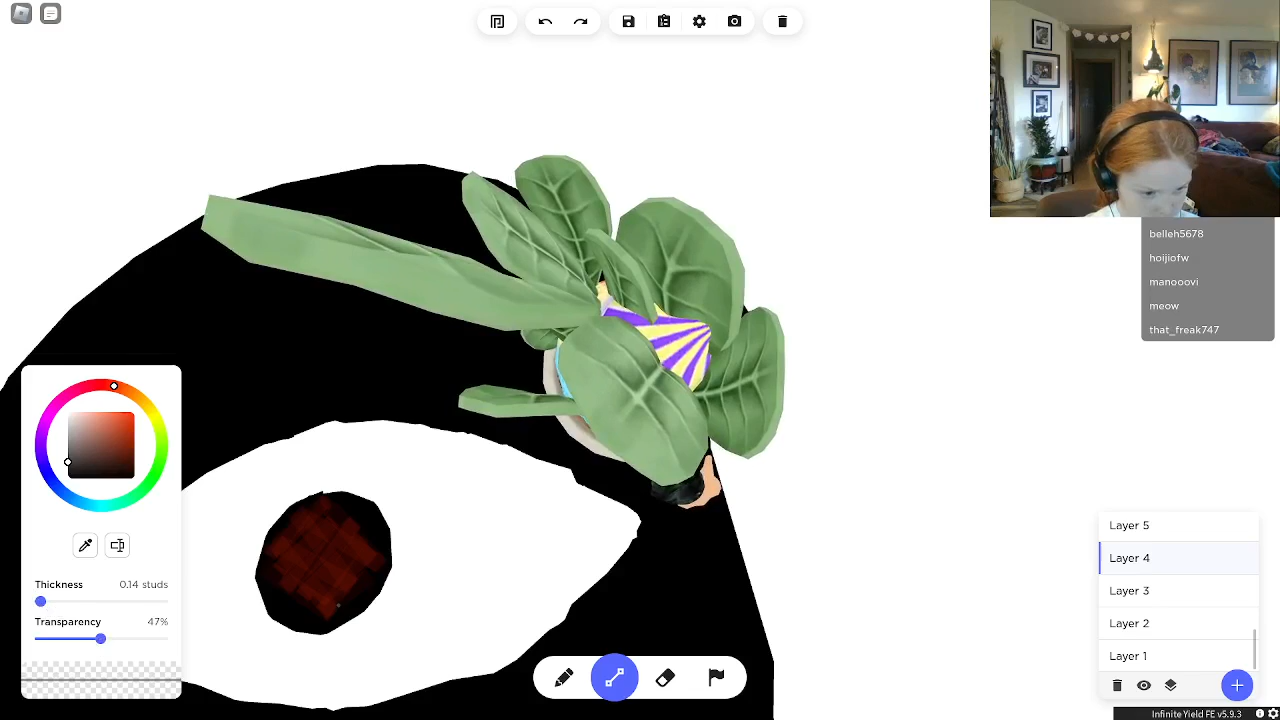 belleh5678
hoijiofw
manooovi
meow
that_freak747
Thickness 0.14 studs
Transparency 47%
Layer 5
Layer 4
Layer 3
Layer 2
Layer 1
Infinite Yield FE v5.9.3